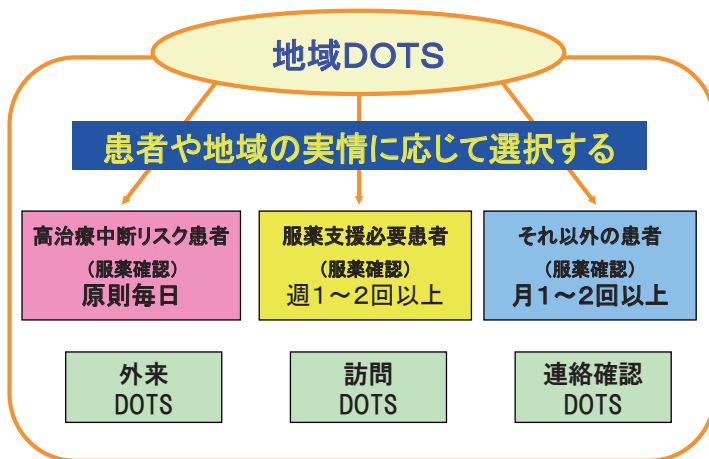 地域DOTS
患者や地域の実情に応じて選択する
高治療中断リスク患者
（服薬確認）
原則毎日
服薬支援必要患者
（服薬確認）
週１～２回以上
それ以外の患者
（服薬確認）
月１～２回以上
外来
DOTS
訪問
DOTS
連絡確認
DOTS